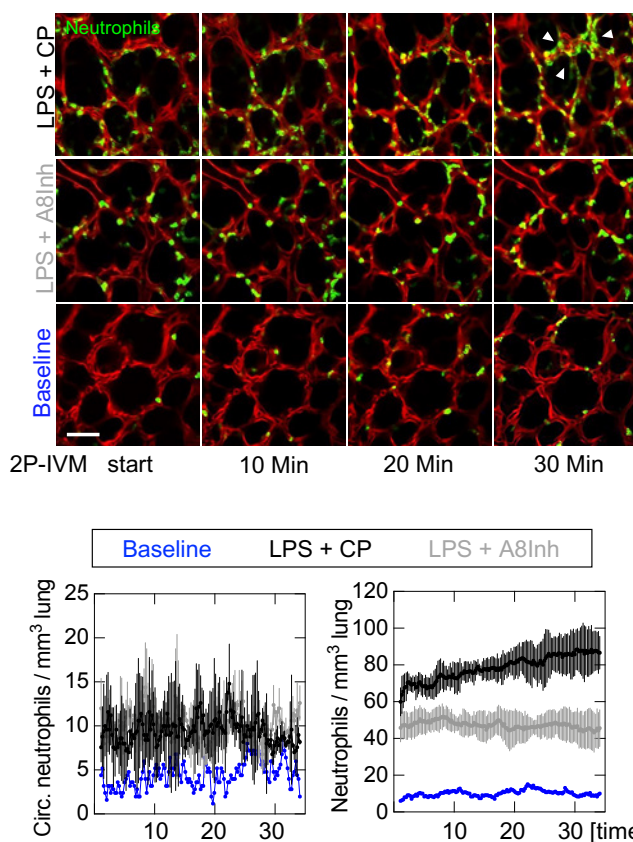 Neutrophils
LPS + CP
LPS + A8Inh
Baseline
2P-IVM start 10 Min 20 Min 30 Min
Baseline LPS + CP LPS + A8Inh
Circ. neutrophils / mm³ lung
25
20
15
10
5
0
10 20 30
Neutrophils / mm³ lung
120
100
80
60
40
20
0
10 20 30 [time